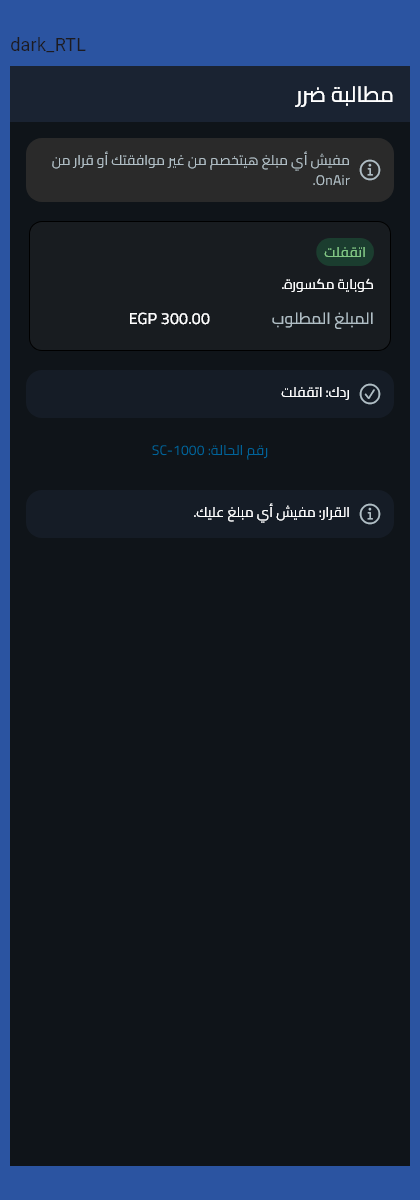 dark_RTL
مطالبة ضرر
مفيش أي مبلغ هيتخصم من غير موافقتك أو قرار من
OnAir.
اتقفلت
كوباية مكسورة.
المبلغ المطلوب EGP 300.00
ردك: اتقفلت
رقم الحالة: SC-1000
القرار: مفيش أي مبلغ عليك.